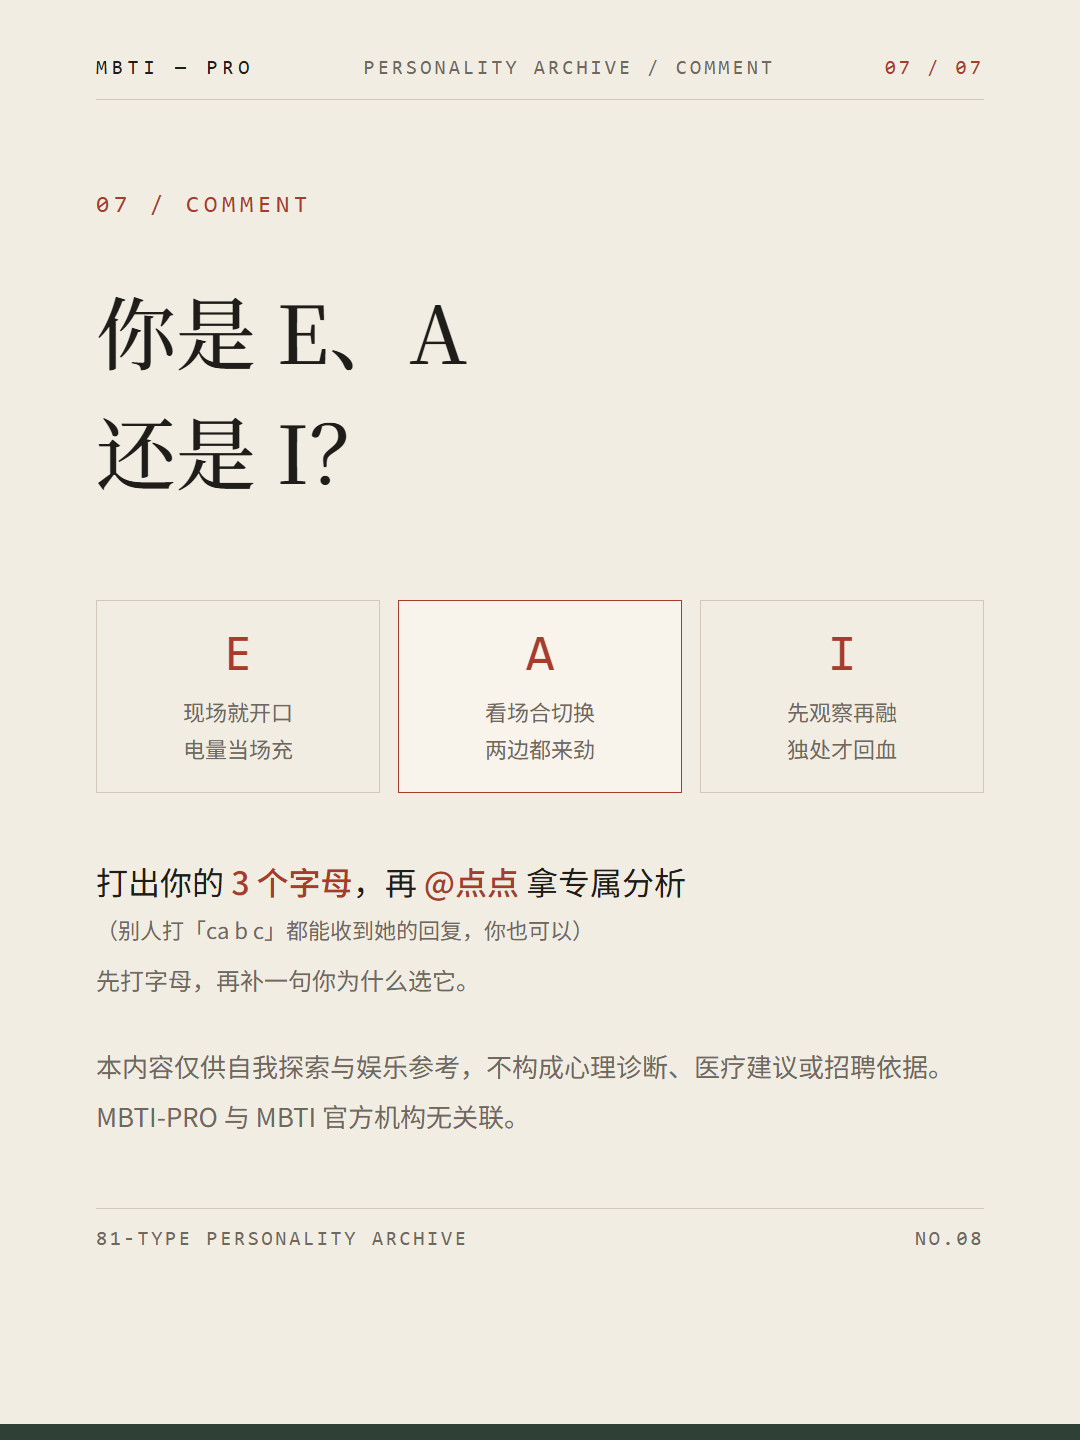 MBTI — PRO
PERSONALITY ARCHIVE / COMMENT
07 / 07
07 / COMMENT
你是 E、A
还是 I?
E
现场就开口
电量当场充
A
看场合切换
两边都来劲
I
先观察再融
独处才回血
打出你的 3 个字母，再 @点点 拿专属分析
（别人打「ca b c」都能收到她的回复，你也可以）
先打字母，再补一句你为什么选它。
本内容仅供自我探索与娱乐参考，不构成心理诊断、医疗建议或招聘依据。
MBTI-PRO 与 MBTI 官方机构无关联。
81-TYPE PERSONALITY ARCHIVE
NO.08